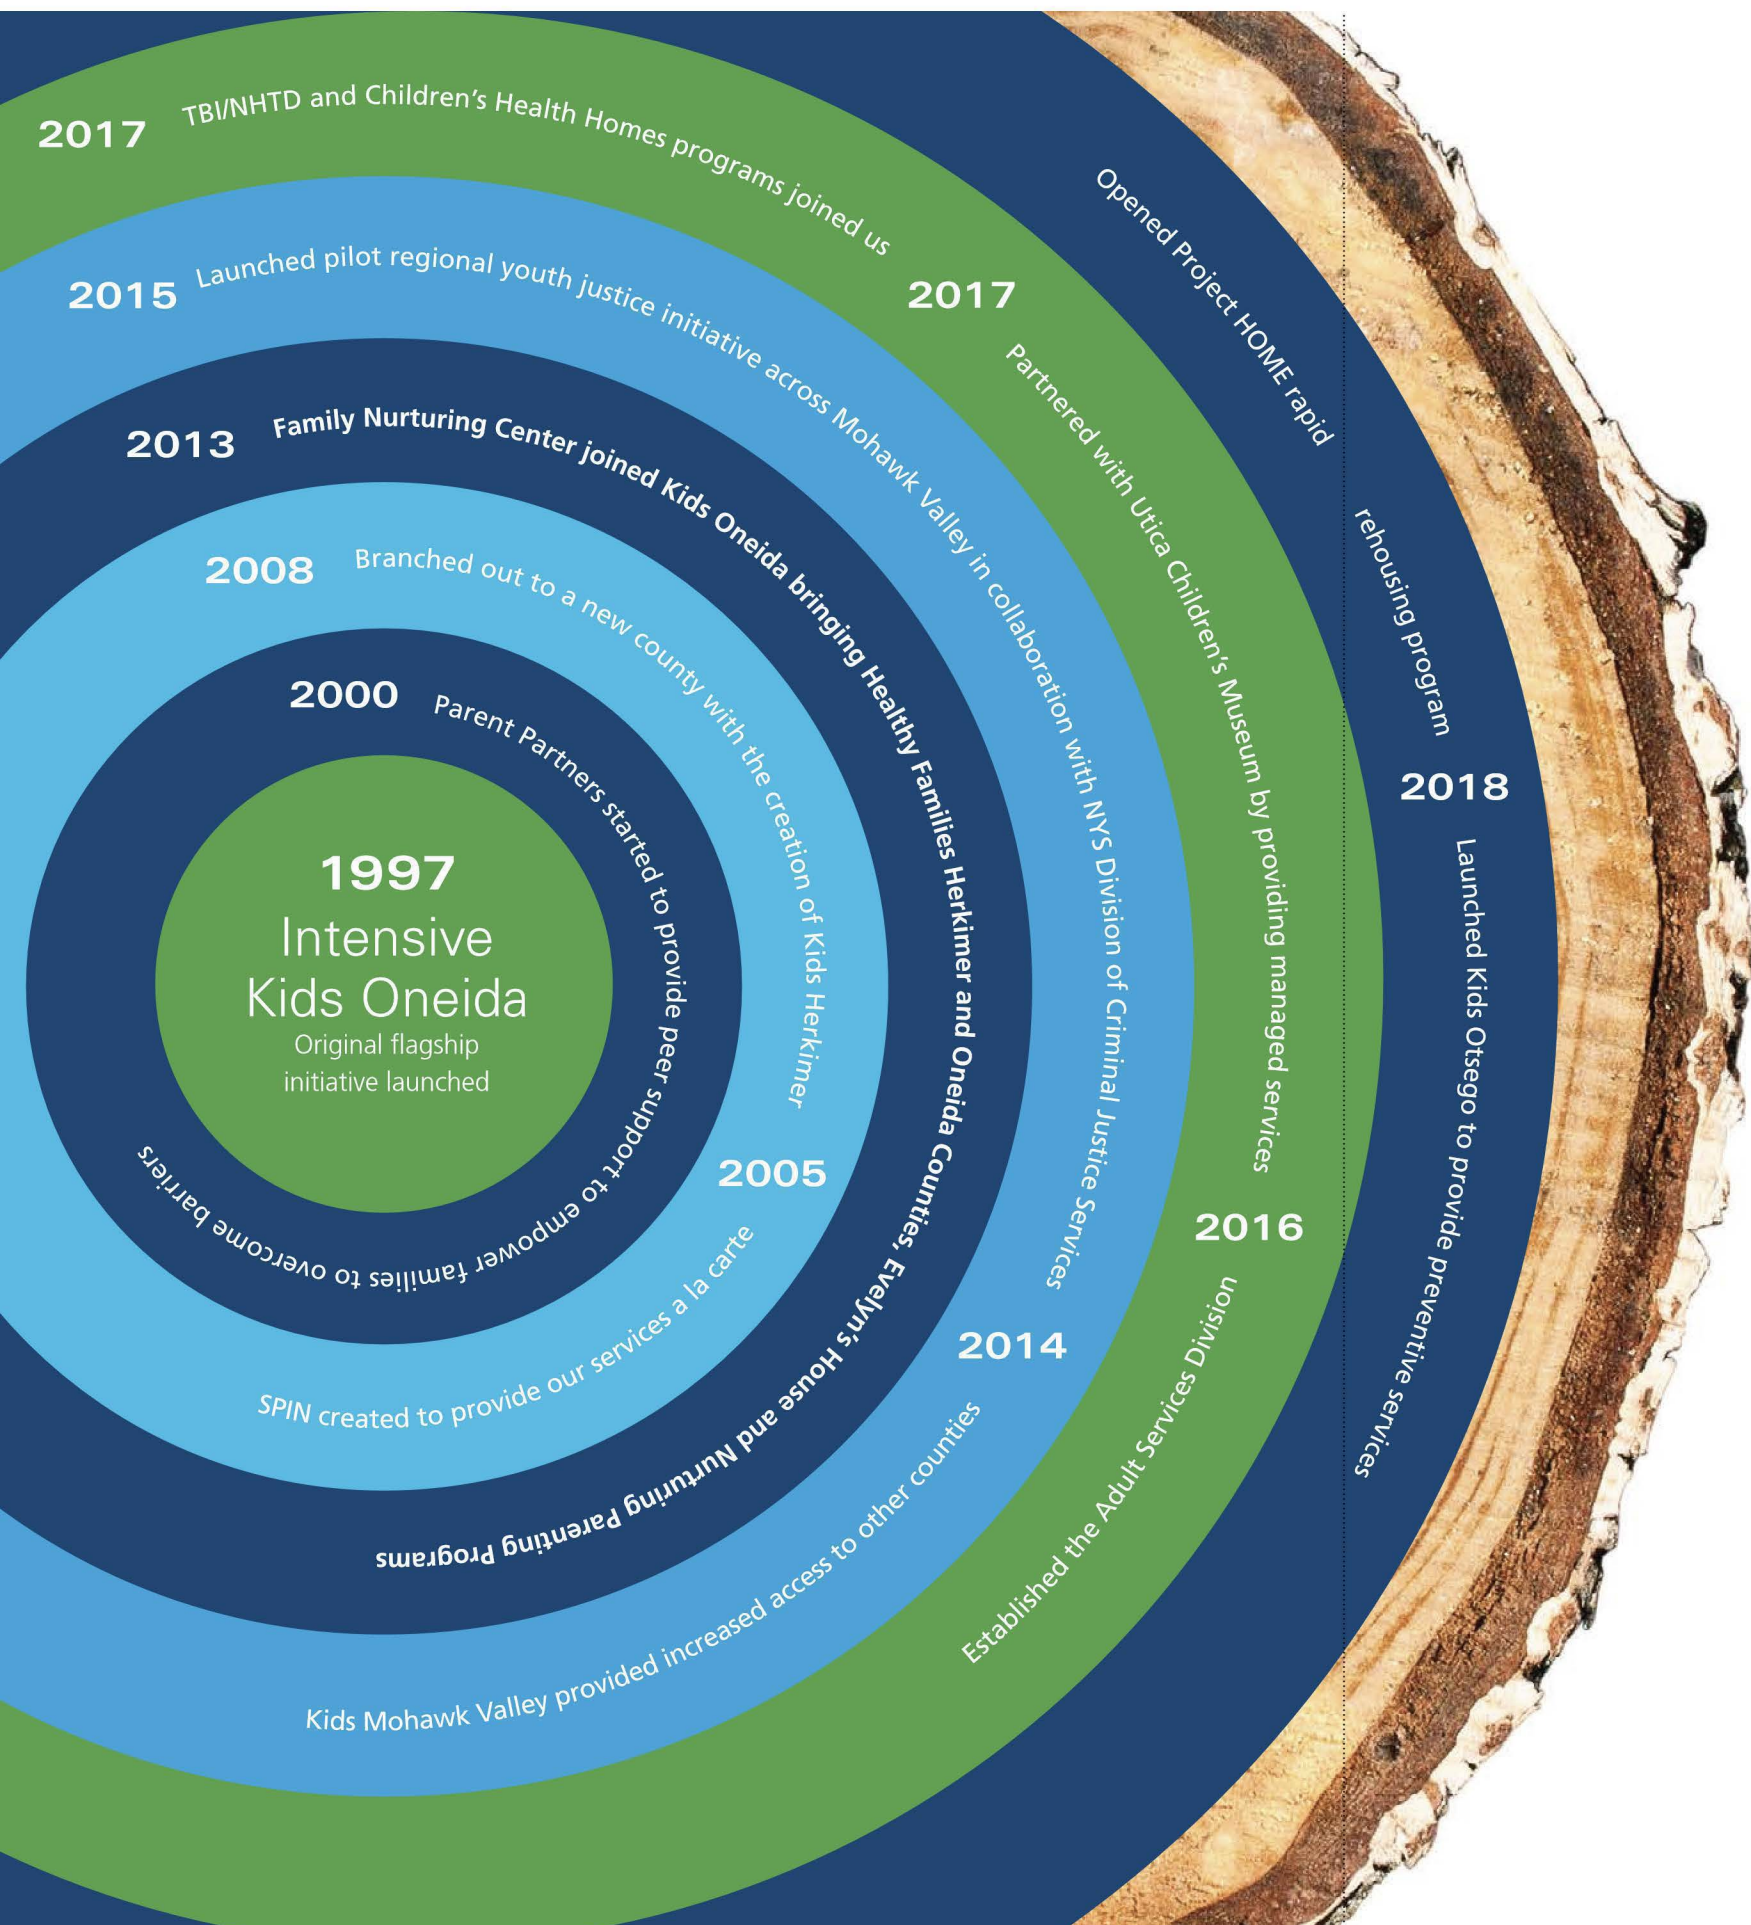 1997
Intensive
Kids Oneida
Original flagship
initiative launched
2000
Parent Partners started to provide peer support to empower families to overcome barriers
2008
Branched out to a new county with the creation of Kids Herkimer
2005
SPIN created to provide our services a la carte
2013
Family Nurturing Center joined Kids Oneida bringing Healthy Families Herkimer and Oneida Counties, Evelyn's House and Nurturing Parenting Programs
2015
Launched pilot regional youth justice initiative across Mohawk Valley in collaboration with NYS Division of Criminal Justice Services
2014
Kids Mohawk Valley provided increased access to other counties
2017
TBI/NHTD and Children's Health Homes programs joined us
2017
Partnered with Utica Children's Museum by providing managed services
2016
Established the Adult Services Division
Opened Project HOME rapid rehousing program
2018
Launched Kids Otsego to provide preventive services